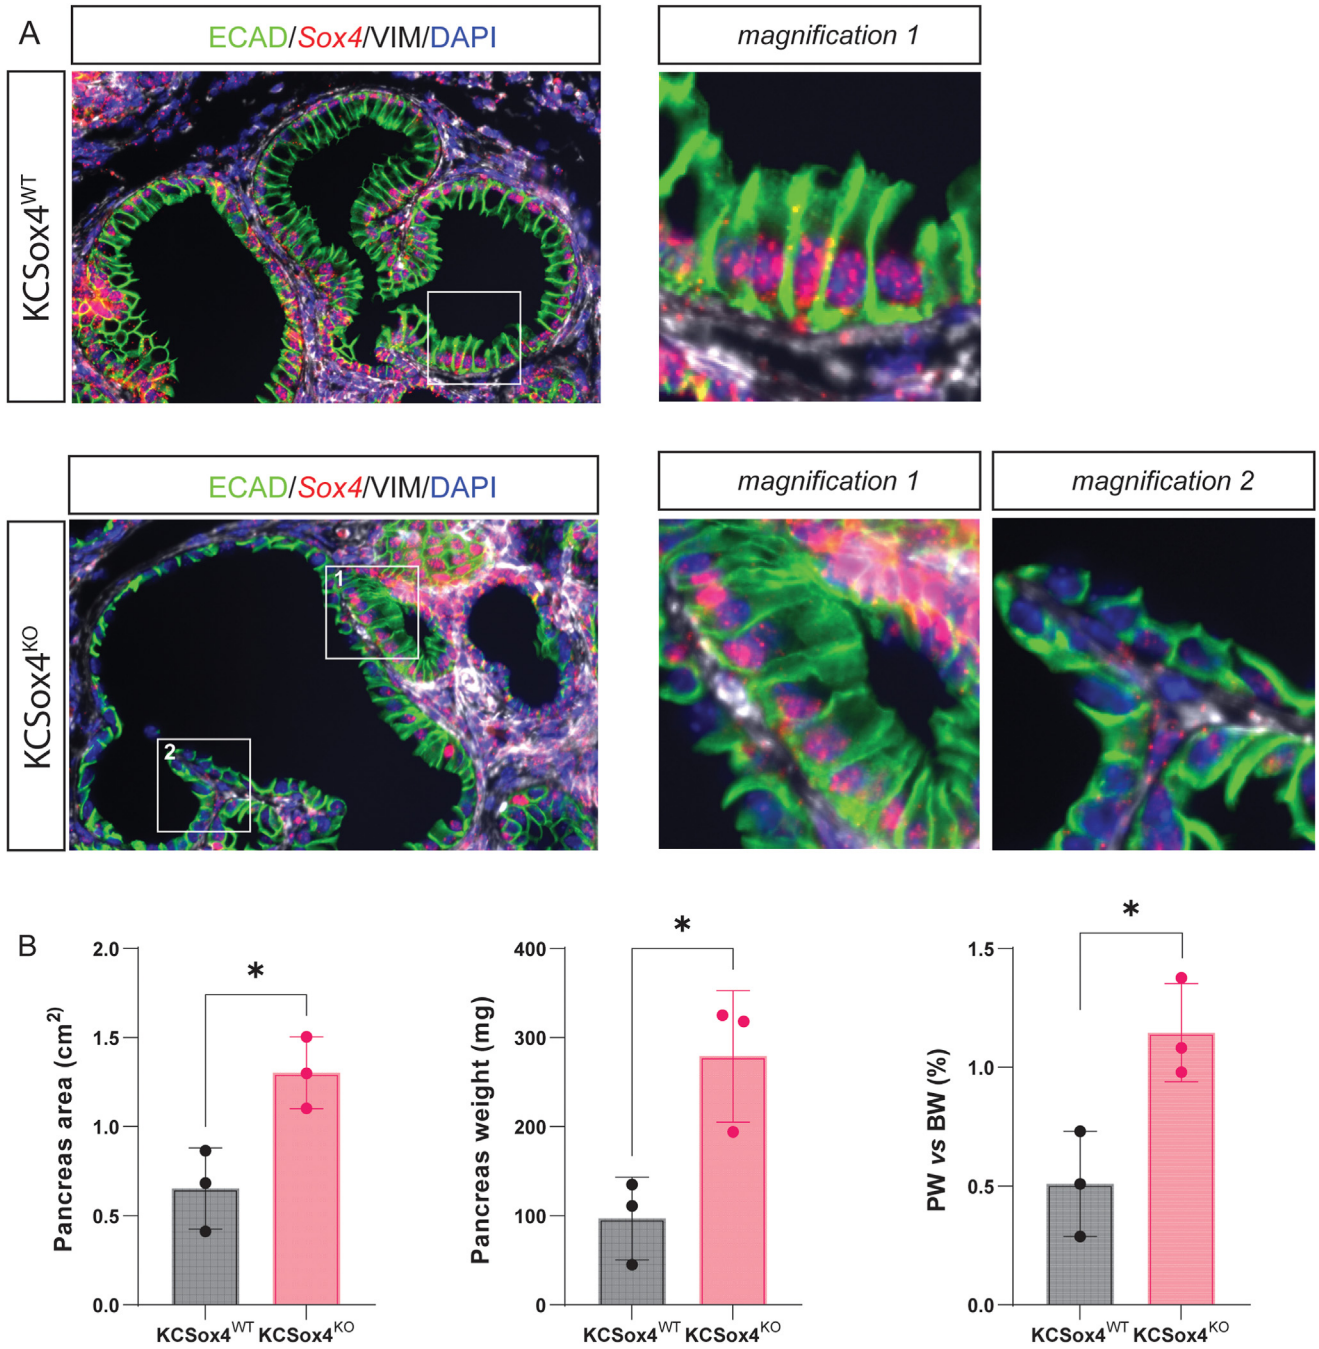 A
ECAD/Sox4/VIM/DAPI
magnification 1
KCSox4WT
ECAD/Sox4/VIM/DAPI
magnification 1
magnification 2
KCSox4KO
1
2
B
Pancreas area (cm2)
2.0
1.5
1.0
0.5
0.0
*
KCSox4WT KCSox4KO
Pancreas weight (mg)
400
300
200
100
0
*
KCSox4WT KCSox4KO
PW vs BW (%)
1.5
1.0
0.5
0.0
*
KCSox4WT KCSox4KO